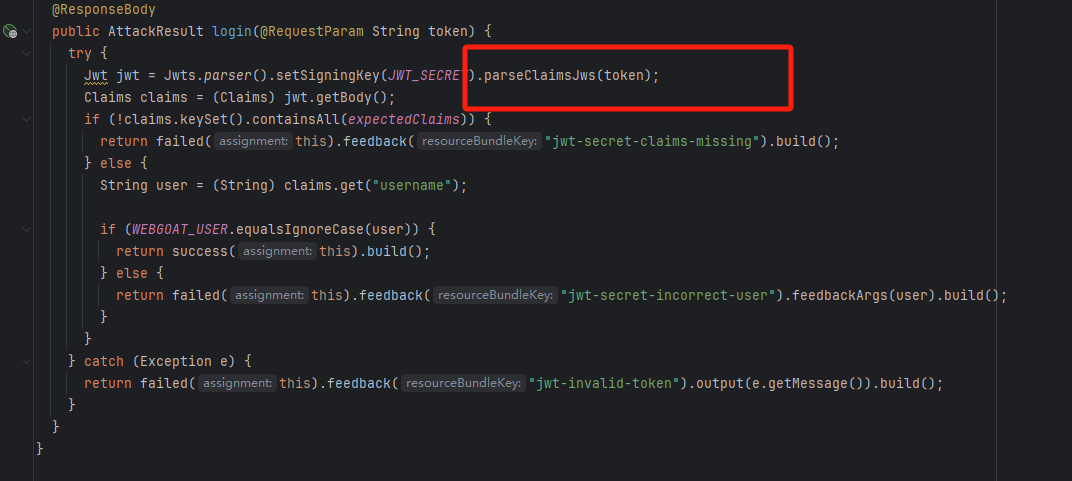 @ResponseBody
public AttackResult login(@RequestParam String token) {
try {
Jwt jwt = Jwts.parser().setSigningKey(JWT_SECRET).parseClaimsJws(token);
Claims claims = (Claims) jwt.getBody();
if (!claims.keySet().containsAll(expectedClaims)) {
return failed( assignment: this).feedback( resourceBundleKey: "jwt-secret-claims-missing").build();
} else {
String user = (String) claims.get("username");
if (WEBGOAT_USER.equalsIgnoreCase(user)) {
return success( assignment: this).build();
} else {
return failed( assignment: this).feedback( resourceBundleKey: "jwt-secret-incorrect-user").feedbackArgs(user).build();
}
}
} catch (Exception e) {
return failed( assignment: this).feedback( resourceBundleKey: "jwt-invalid-token").output(e.getMessage()).build();
}
}
}